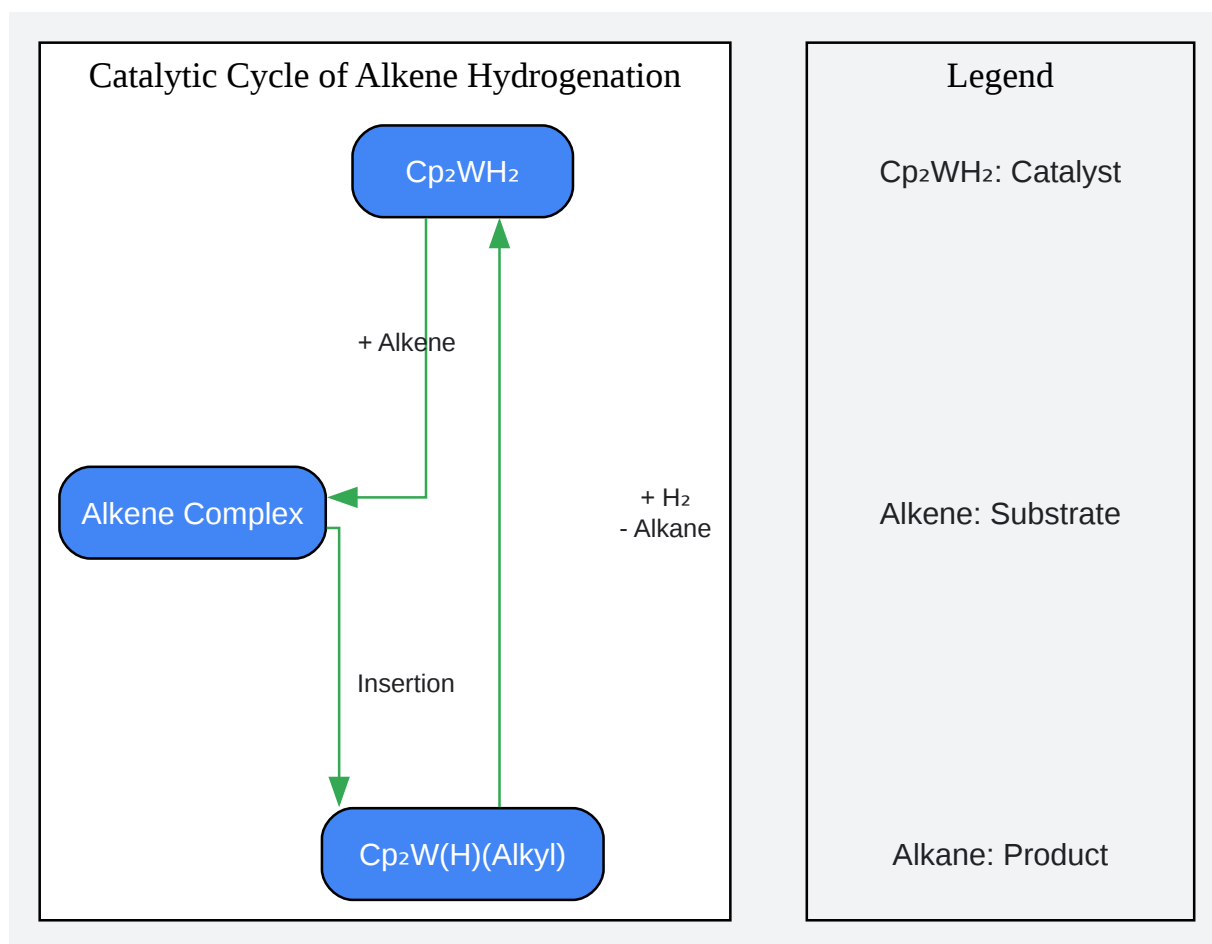 Catalytic Cycle of Alkene Hydrogenation
Cp₂WH₂
+ Alkene
Alkene Complex
+ H₂
- Alkane
Insertion
Cp₂W(H)(Alkyl)
Legend
Cp₂WH₂: Catalyst
Alkene: Substrate
Alkane: Product